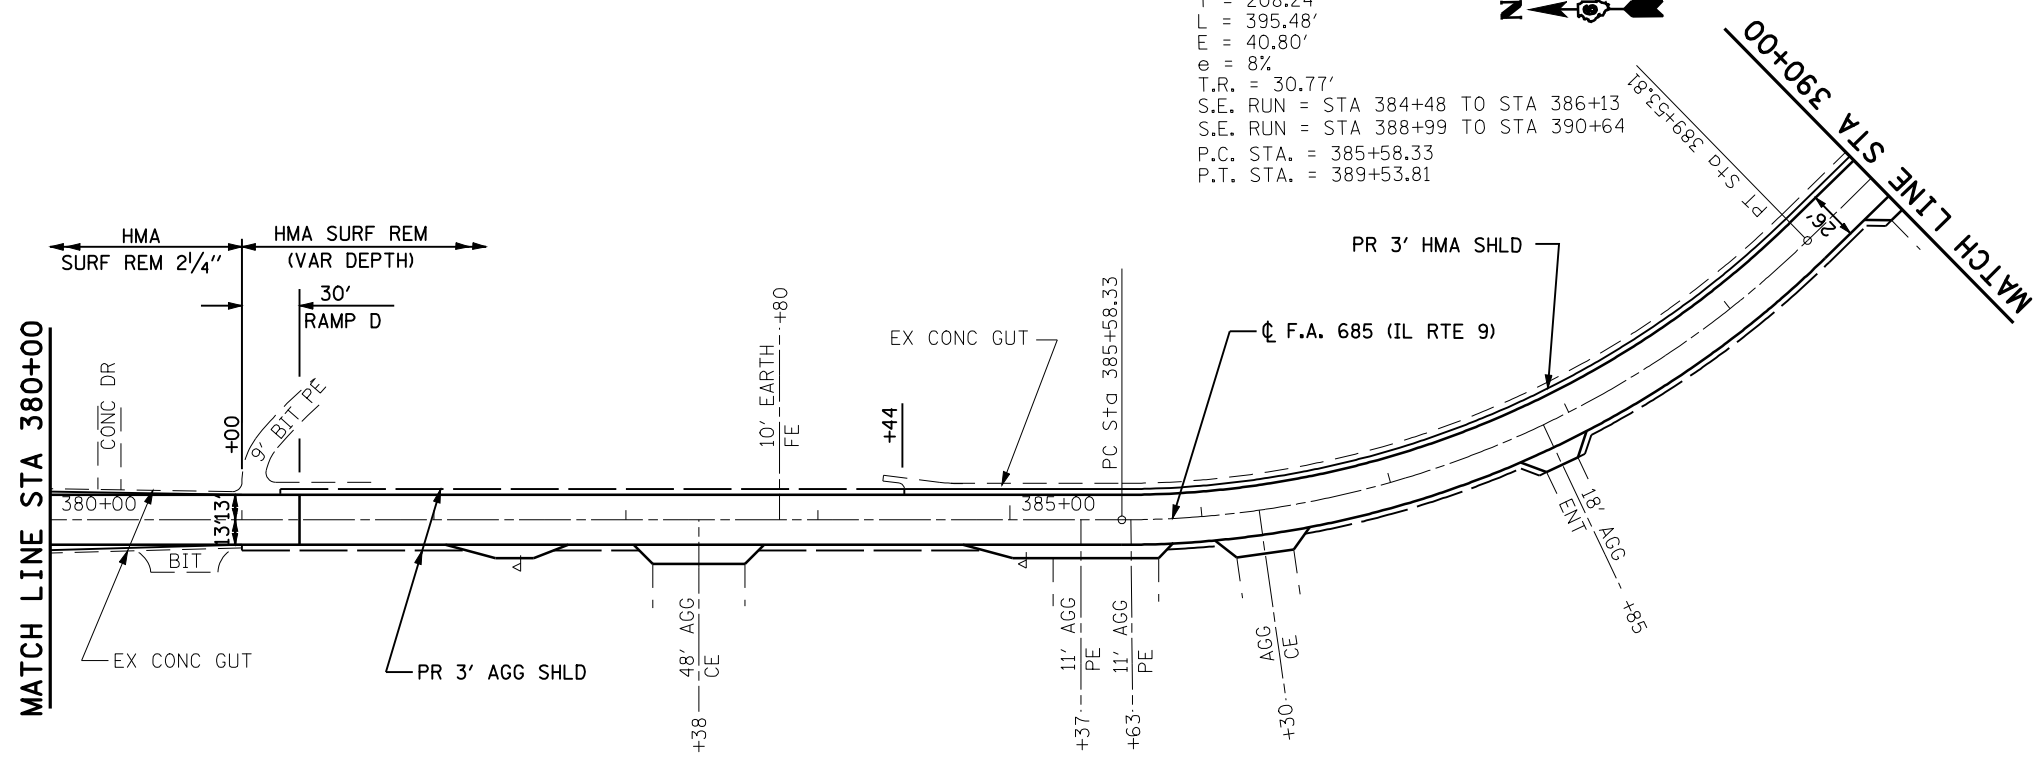 L = 395.48'
E = 40.80'
e = 8%
T.R. = 30.77'
S.E. RUN = STA 384+48 TO STA 386+13
S.E. RUN = STA 388+99 TO STA 390+64
P.C. STA. = 385+58.33
P.T. STA. = 389+53.81
N
MATCH LINE STA 390+00
PT Sta 389+53.81
26'
PR 3' HMA SHLD
HMA
SURF REM 2 1/4"
HMA SURF REM
(VAR DEPTH)
30'
RAMP D
MATCH LINE STA 380+00
CONC DR
+00
9' BIT PE
10' EARTH
FE
+80
+44
EX CONC GUT
PC Sta 385+58.33
℄ F.A. 685 (IL RTE 9)
380+00
13'
13'
385+00
BIT
EX CONC GUT
PR 3' AGG SHLD
48' AGG
CE
+38
11' AGG
PE
+37
11' AGG
PE
+63
AGG
CE
+30
18' AGG
ENT
+85